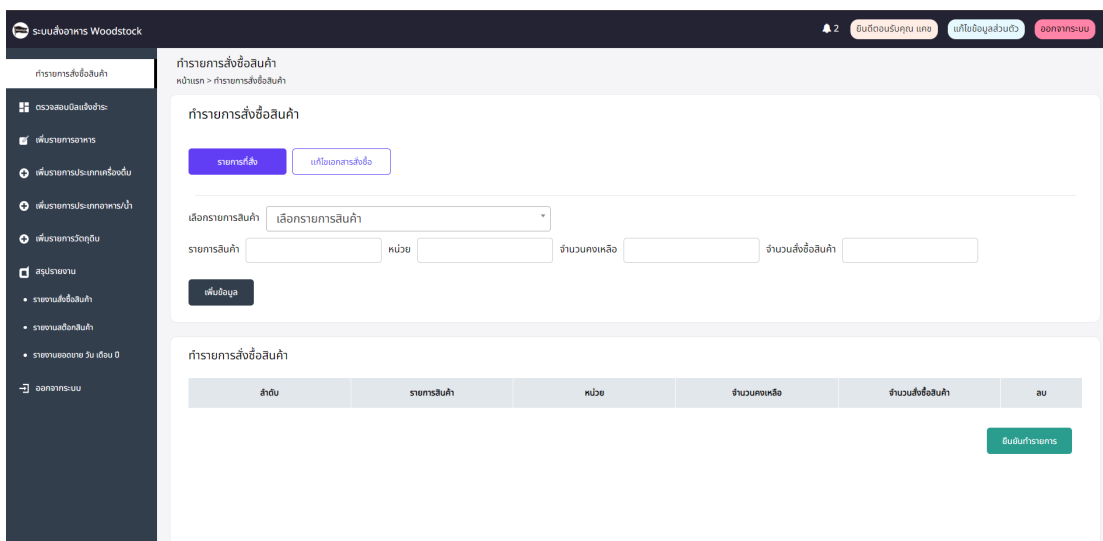 ระบบสั่งอาหาร Woodstock
2
ยินดีตอนรับคุณ แคช
แก้ไขข้อมูลส่วนตัว
ออกจากระบบ
ทำรายการสั่งซื้อสินค้า
ตรวจสอบบิลแจ้งชำระ
เพิ่มรายการอาหาร
เพิ่มรายการประเภทเครื่องดื่ม
เพิ่มรายการประเภทอาหาร/น้ำ
เพิ่มรายการวัตถุดิบ
สรุปรายงาน
รายงานสั่งซื้อสินค้า
รายงานสต๊อกสินค้า
รายงานยอดขาย วัน เดือน ปี
ออกจากระบบ
ทำรายการสั่งซื้อสินค้า
หน้าแรก > ทำรายการสั่งซื้อสินค้า
ทำรายการสั่งซื้อสินค้า
รายการที่สั่ง
แก้ไขเอกสารสั่งซื้อ
เลือกรายการสินค้า เลือกรายการสินค้า
รายการสินค้า หน่วย จำนวนคงเหลือ จำนวนสั่งซื้อสินค้า
เพิ่มข้อมูล
ทำรายการสั่งซื้อสินค้า
ลำดับ รายการสินค้า หน่วย จำนวนคงเหลือ จำนวนสั่งซื้อสินค้า ลบ
ยืนยันทำรายการ